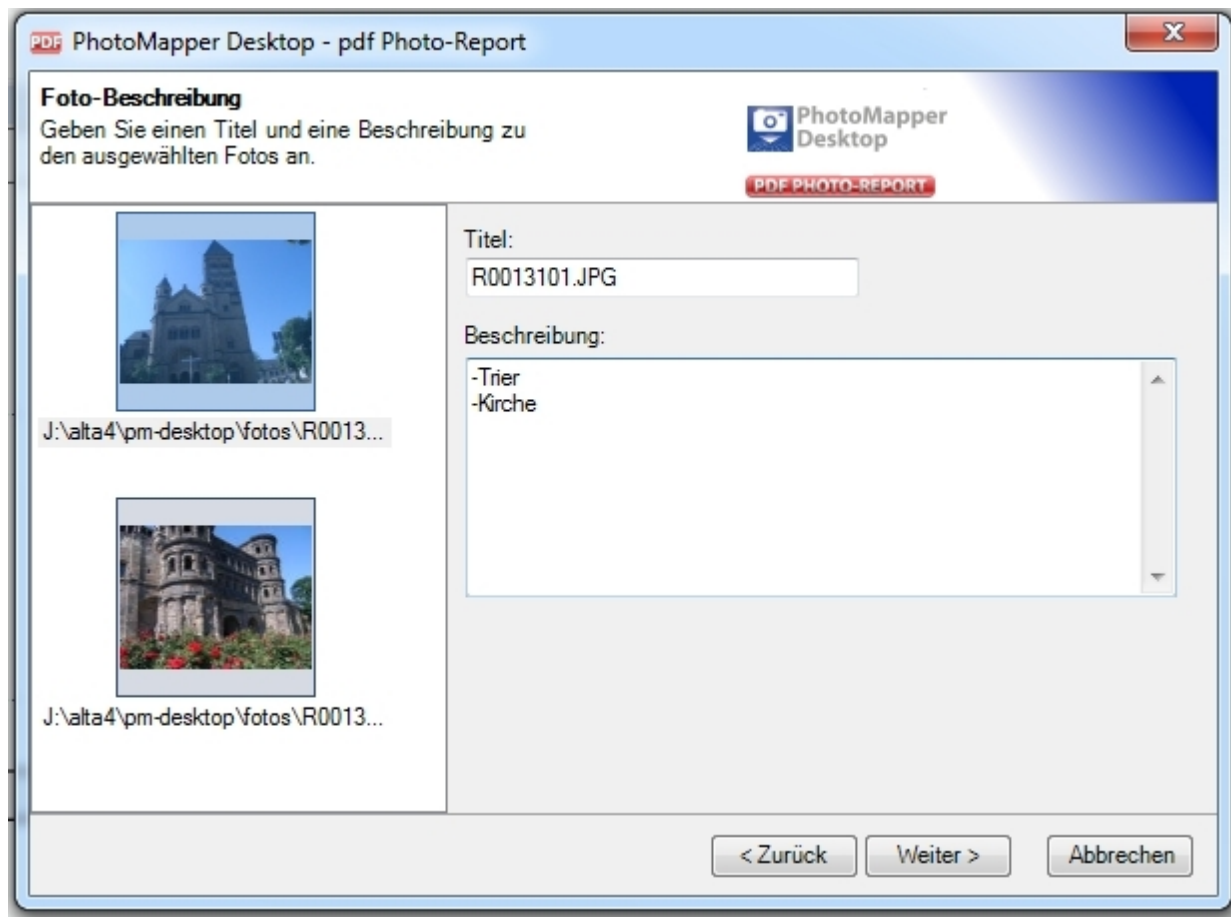 PDF PhotoMapper Desktop - pdf Photo-Report
x
Foto-Beschreibung
Geben Sie einen Titel und eine Beschreibung zu
den ausgewählten Fotos an.
PhotoMapper
Desktop
PDF PHOTO-REPORT
J:\alta4\pm-desktop\fotos\R0013...
J:\alta4\pm-desktop\fotos\R0013...
Titel:
R0013101.JPG
Beschreibung:
-Trier
-Kirche
< Zurück
Weiter >
Abbrechen